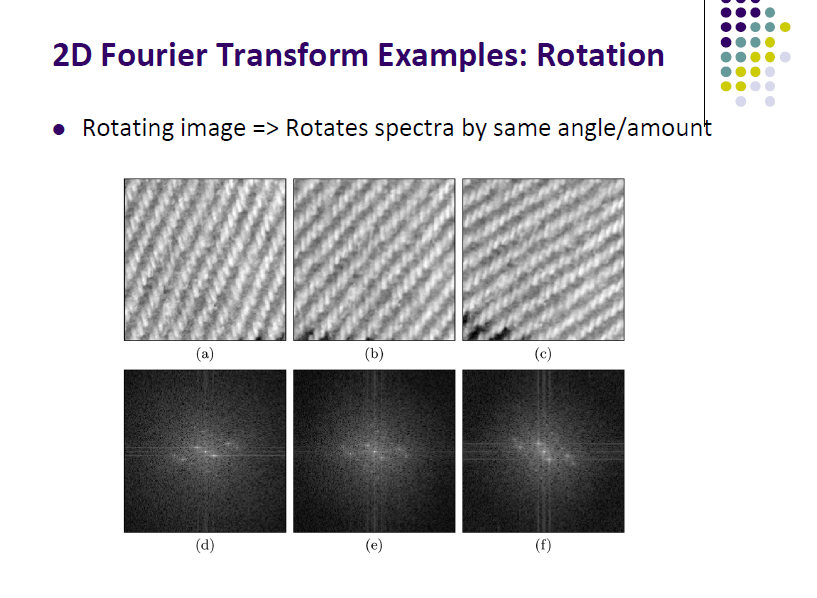 2D Fourier Transform Examples: Rotation
Rotating image => Rotates spectra by same angle/amount
(a) (b) (c)
(d) (e) (f)